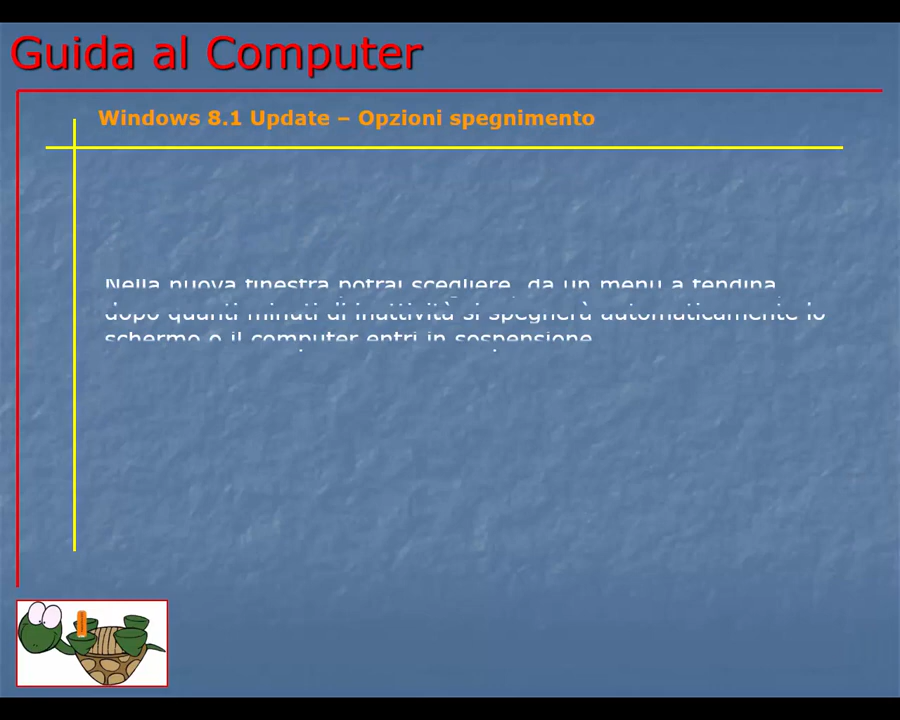 Guida al Computer
Windows 8.1 Update – Opzioni spegnimento
Nella nuova finestra potrai scegliere, da un menu a tendina,
dopo quanti minuti di inattività si spegnerà automaticamente lo
schermo o il computer entri in sospensione.